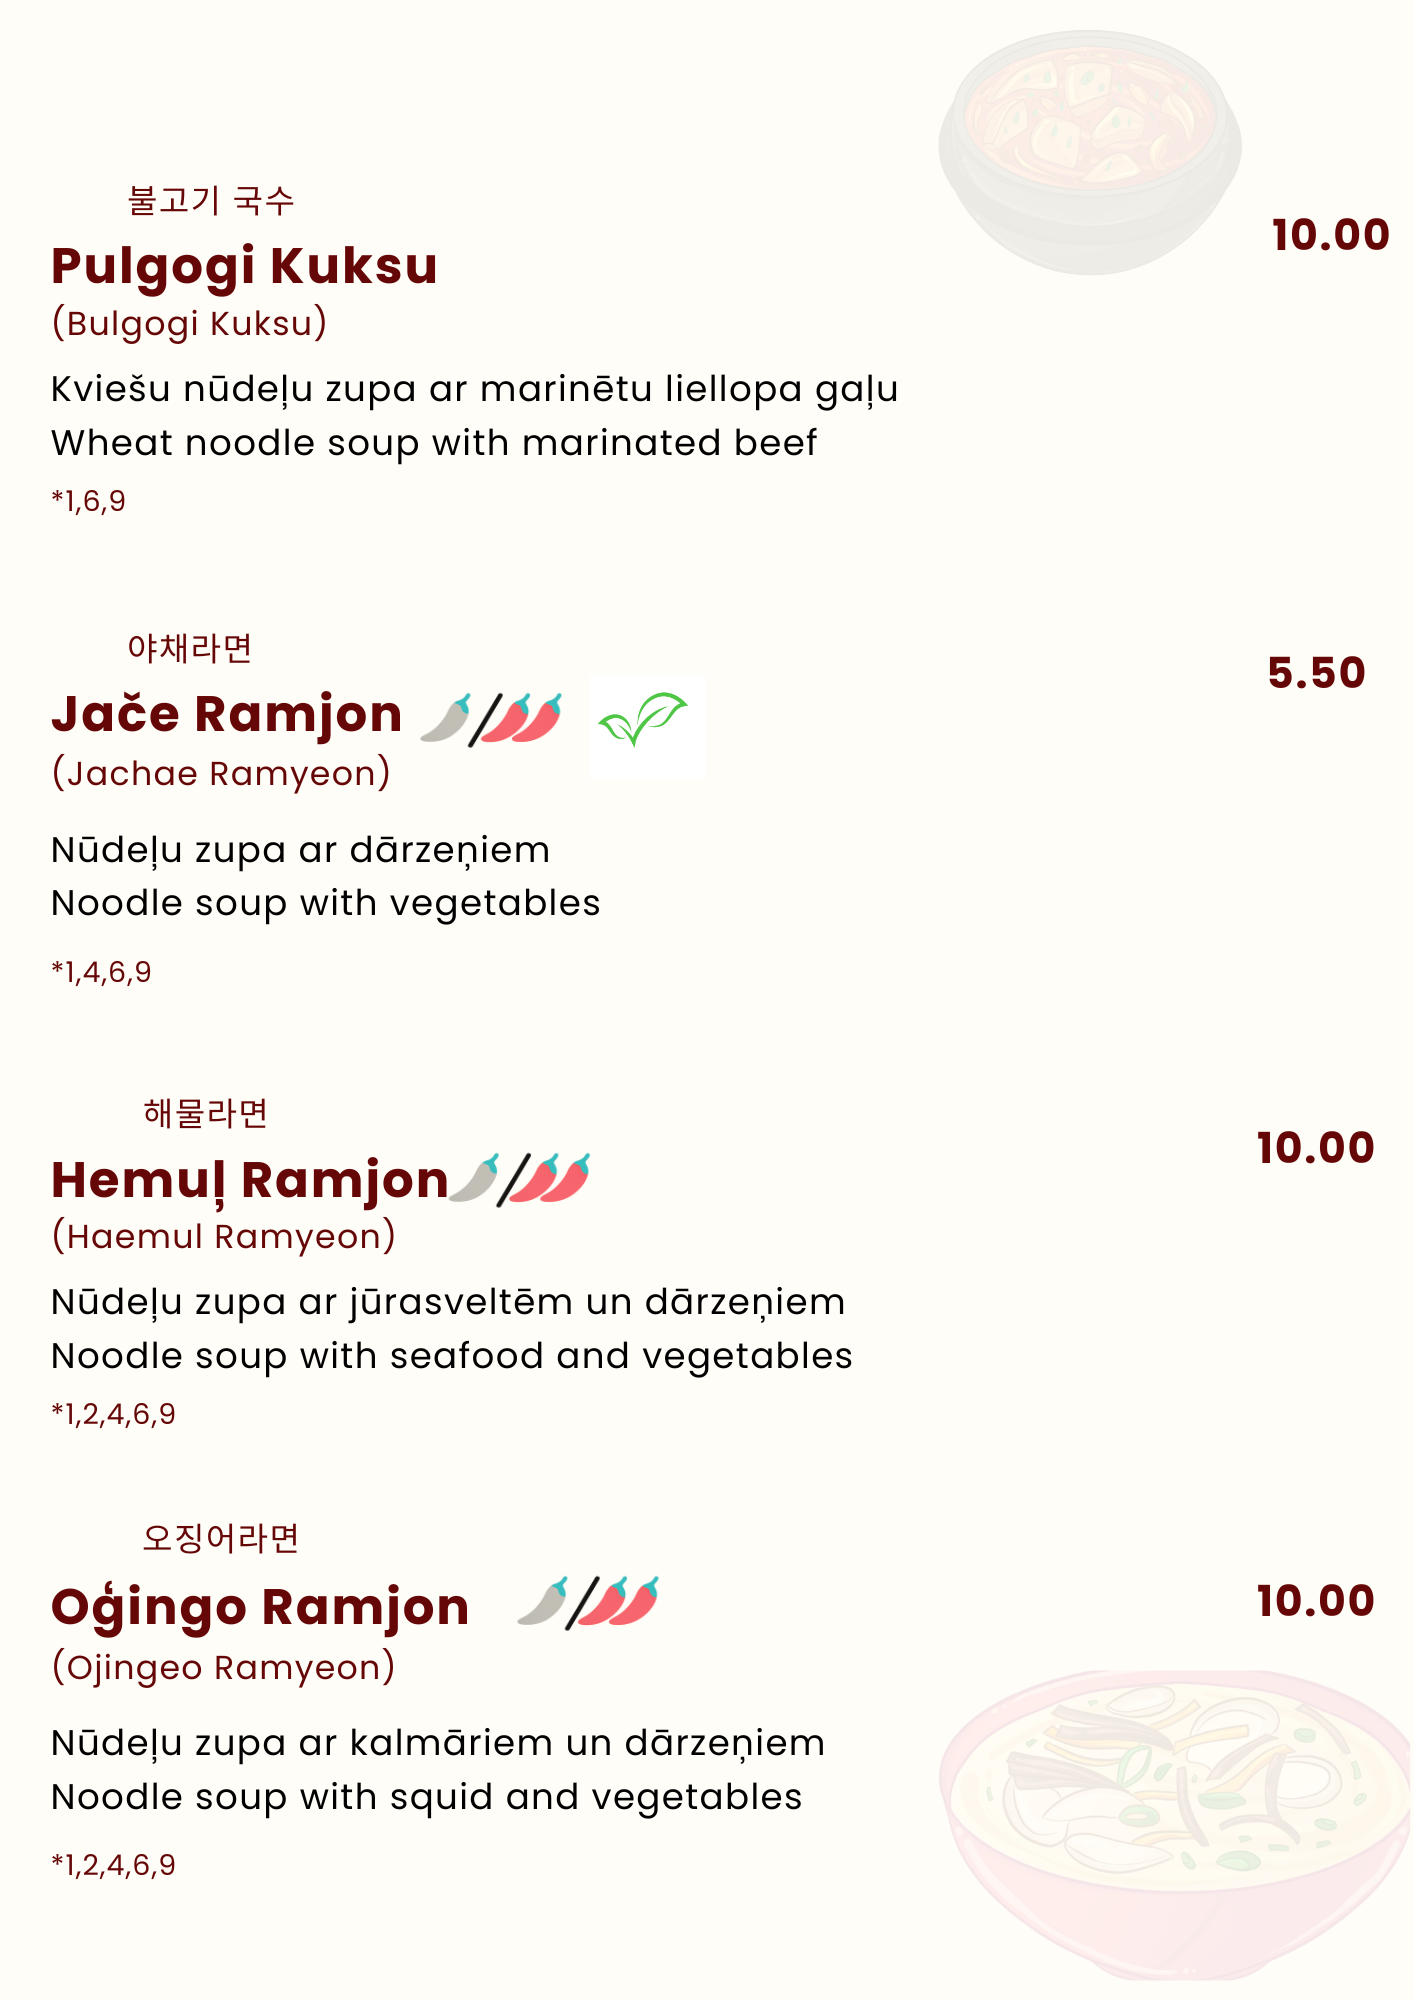 불고기 국수
10.00
Pulgogi Kuksu
(Bulgogi Kuksu)
Kviešu nūdeļu zupa ar marinētu liellopa gaļu
Wheat noodle soup with marinated beef
*1,6,9
야채라면
5.50
Jače Ramjon
(Jachae Ramyeon)
Nūdeļu zupa ar dārzeņiem
Noodle soup with vegetables
*1,4,6,9
해물라면
10.00
Hemuļ Ramjon
(Haemul Ramyeon)
Nūdeļu zupa ar jūrasveltēm un dārzeņiem
Noodle soup with seafood and vegetables
*1,2,4,6,9
오징어라면
Oģingo Ramjon
10.00
(Ojingeo Ramyeon)
Nūdeļu zupa ar kalmāriem un dārzeņiem
Noodle soup with squid and vegetables
*1,2,4,6,9